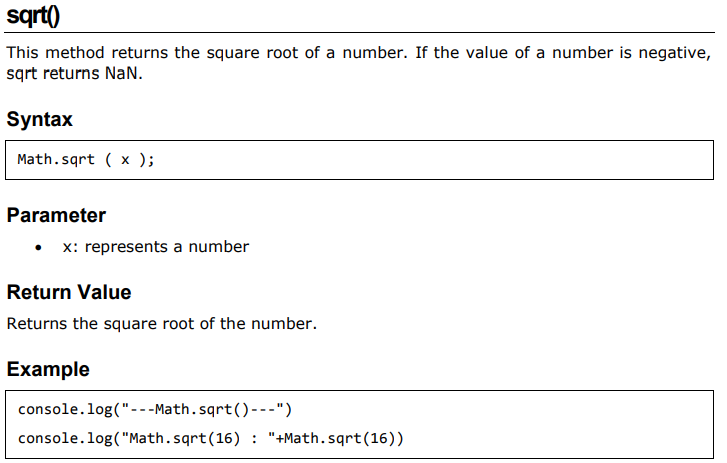 sqrt()
This method returns the square root of a number. If the value of a number is negative,
sqrt returns NaN.
Syntax
Math.sqrt ( x );
Parameter
• x: represents a number
Return Value
Returns the square root of the number.
Example
console.log("---Math.sqrt()---")
console.log("Math.sqrt(16) : "+Math.sqrt(16))